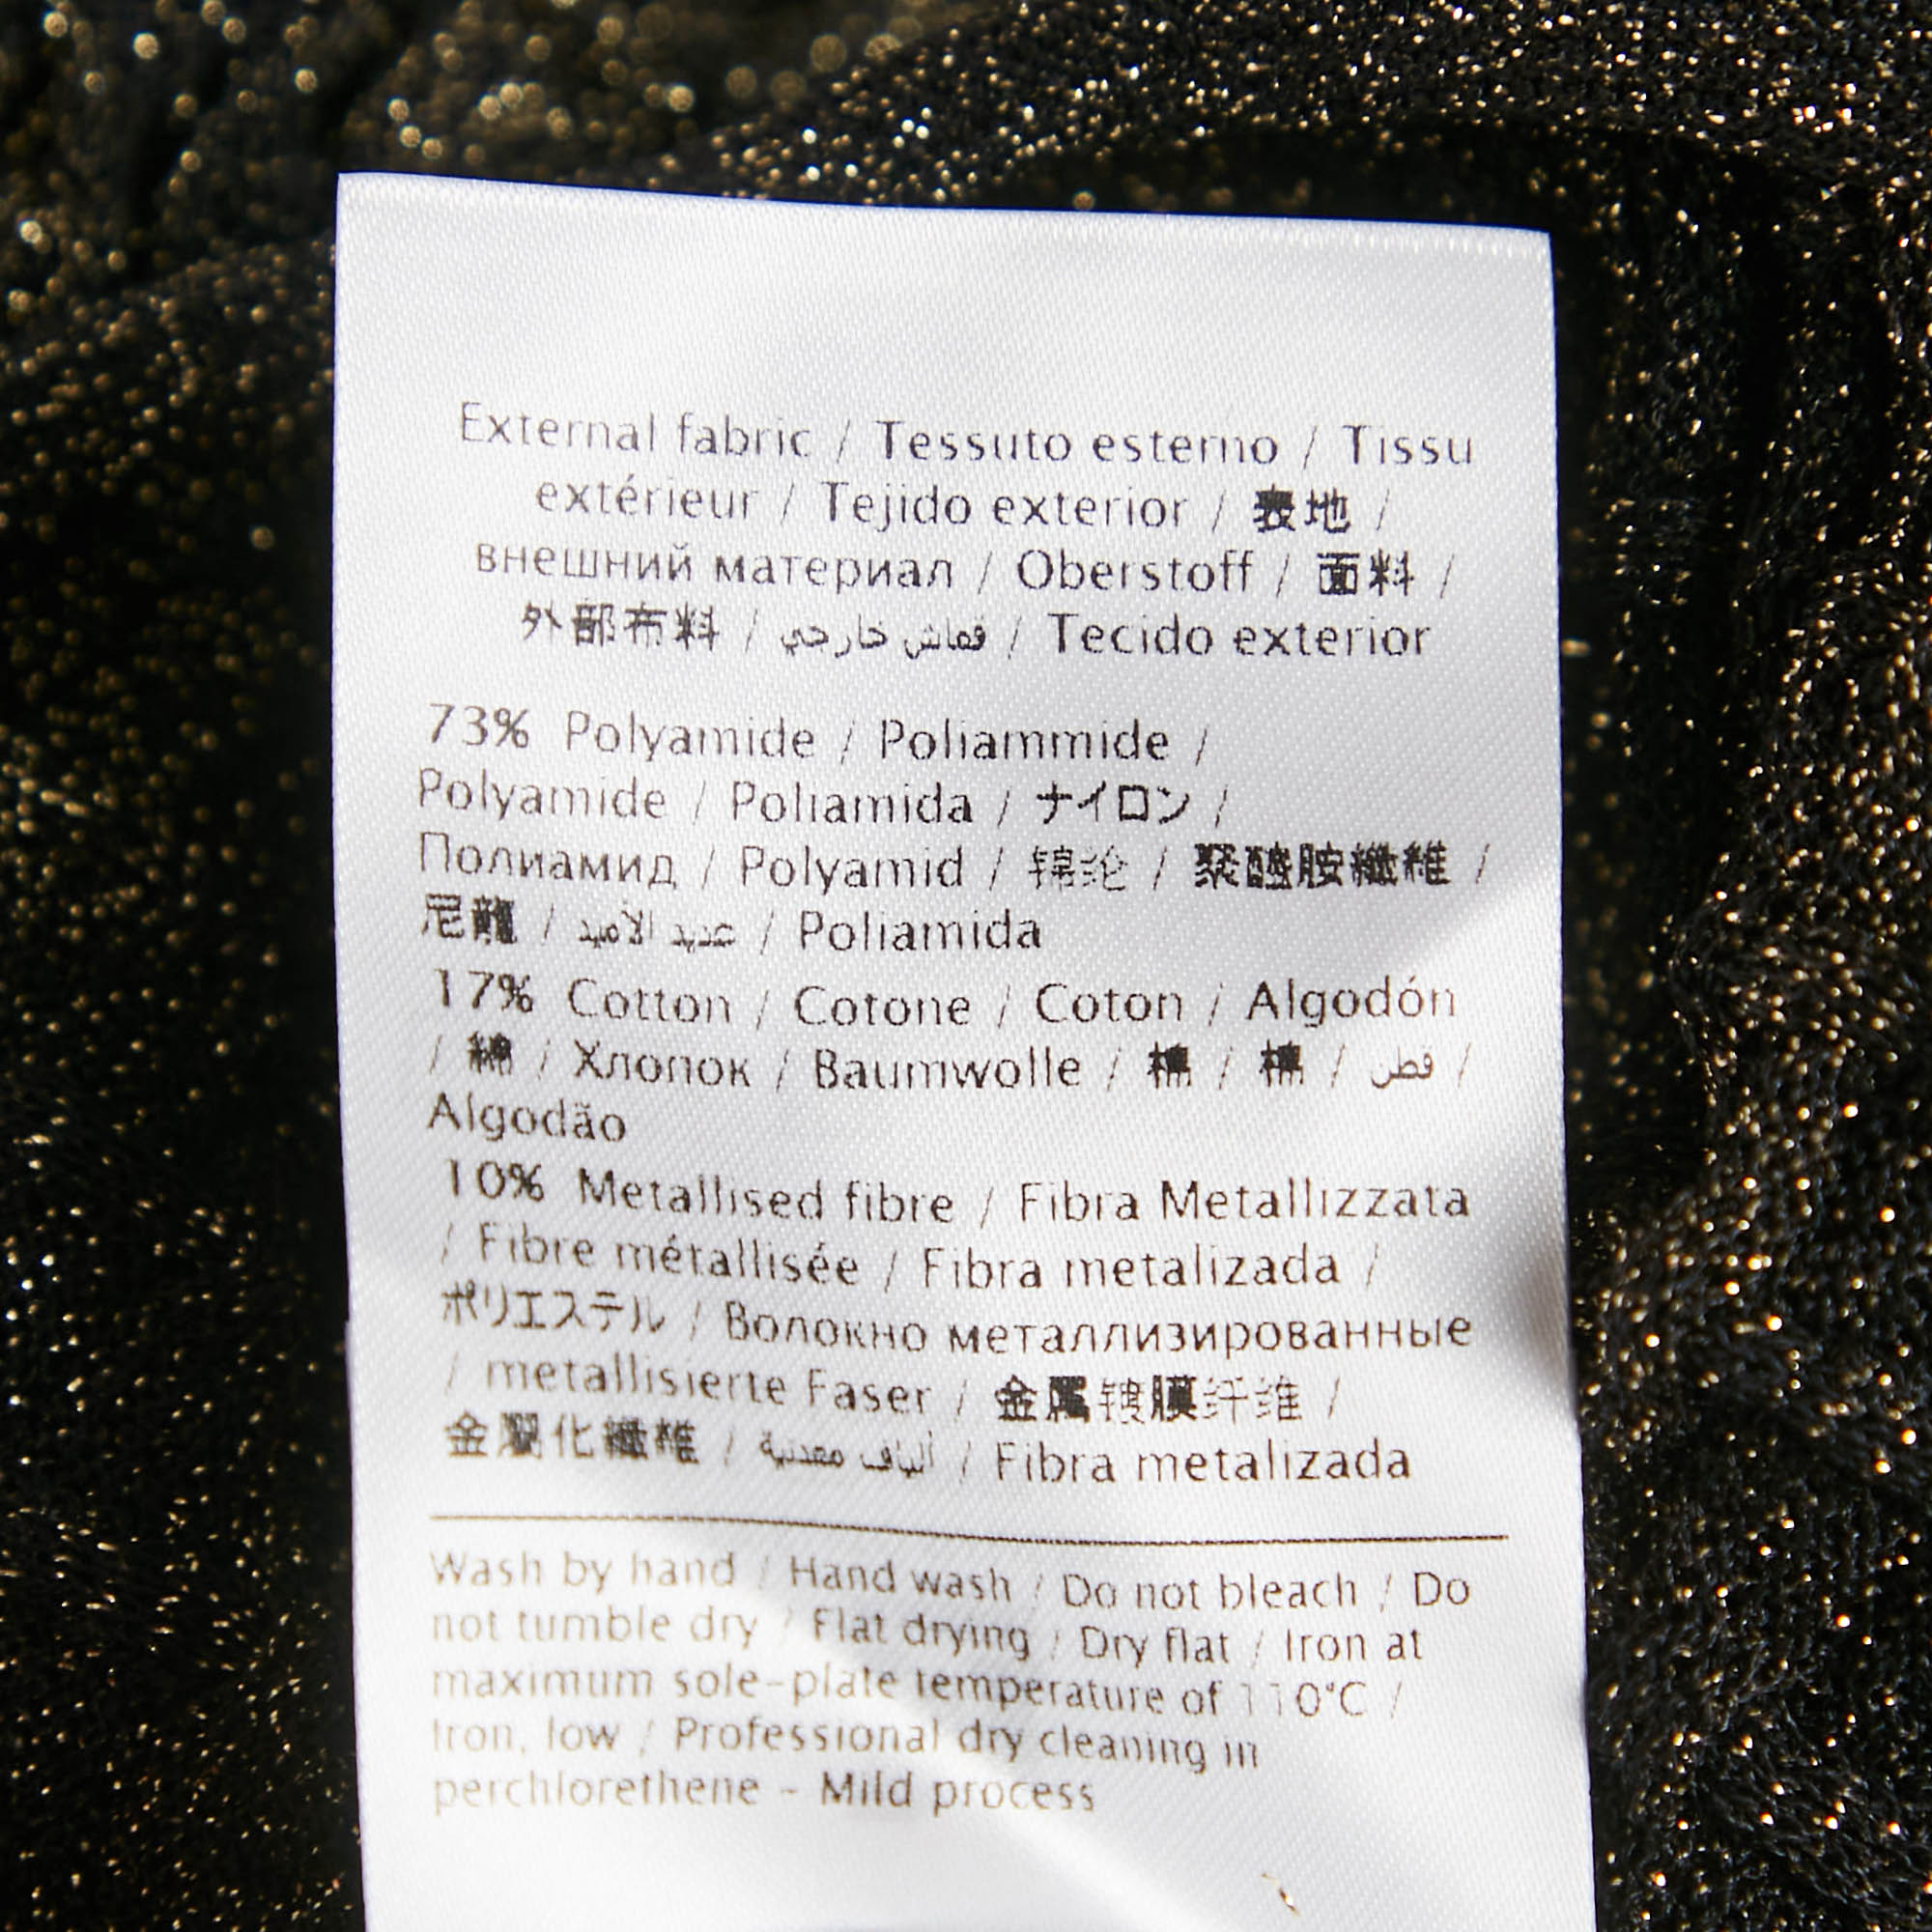 External fabric / Tessuto esterno / Tissu
extérieur / Tejido exterior / 表地 /
внешний материал / Oberstoff / 面料 /
外部布料 / قماش خارجي / Tecido exterior
73% Polyamide / Poliammide /
Polyamide / Poliamida / ナイロン /
Полиамид / Polyamid / 锦纶 / 聚醯胺纖維 /
尼龍 / عديد الأميد / Poliamida
17% Cotton / Cotone / Coton / Algodón
/ 綿 / Хлопок / Baumwolle / 棉 / 棉 / قطن /
Algodão
10% Metallised fibre / Fibra Metallizzata
/ Fibre métallisée / Fibra metalizada /
ポリエステル / Волокно металлизированные
/ metallisierte Faser / 金属镀膜纤维 /
金屬化纖維 / ألياف معدنية / Fibra metalizada
Wash by hand / Hand wash / Do not bleach / Do
not tumble dry / Flat drying / Dry flat / Iron at
maximum sole-plate temperature of 110°C /
Iron, low / Professional dry cleaning in
perchlorethene - Mild process